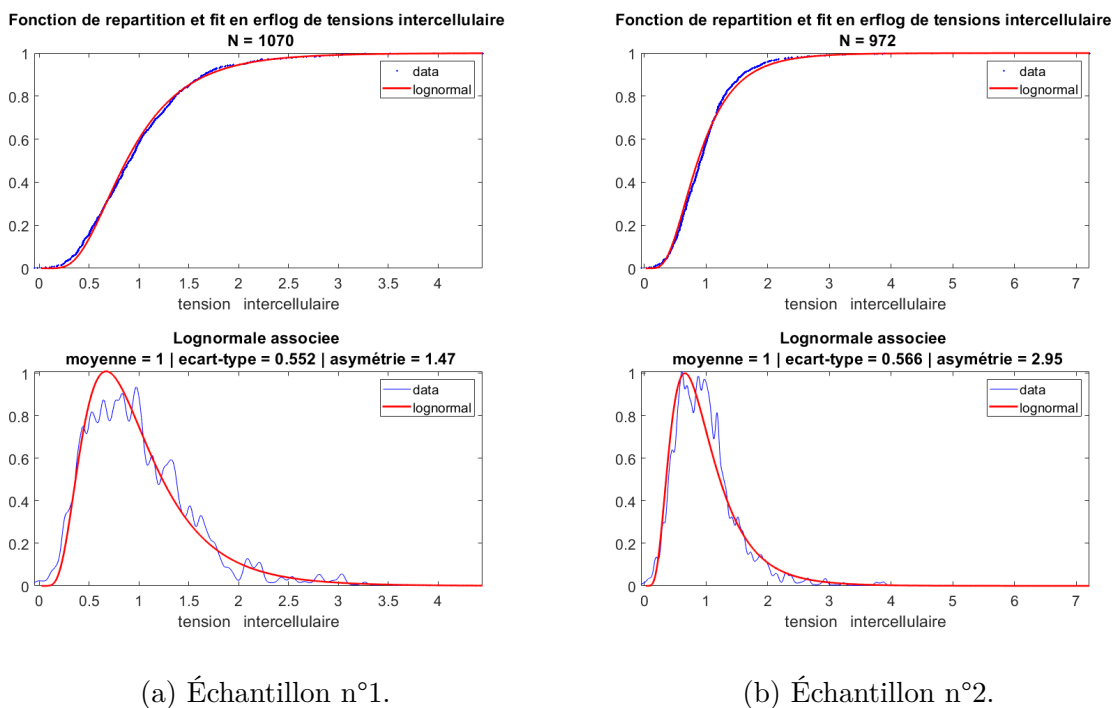 Fonction de repartition et fit en erflog de tensions intercellulaire
N = 1070
1
0.8
0.6
0.4
0.2
0
data
lognormal
0 0.5 1 1.5 2 2.5 3 3.5 4
tension intercellulaire
Lognormale associee
moyenne = 1 | ecart-type = 0.552 | asymétrie = 1.47
1
0.8
0.6
0.4
0.2
0
data
lognormal
0 0.5 1 1.5 2 2.5 3 3.5 4
tension intercellulaire
(a) Échantillon n°1.
Fonction de repartition et fit en erflog de tensions intercellulaire
N = 972
1
0.8
0.6
0.4
0.2
0
data
lognormal
0 1 2 3 4 5 6 7
tension intercellulaire
Lognormale associee
moyenne = 1 | ecart-type = 0.566 | asymétrie = 2.95
1
0.8
0.6
0.4
0.2
0
data
lognormal
0 1 2 3 4 5 6 7
tension intercellulaire
(b) Échantillon n°2.